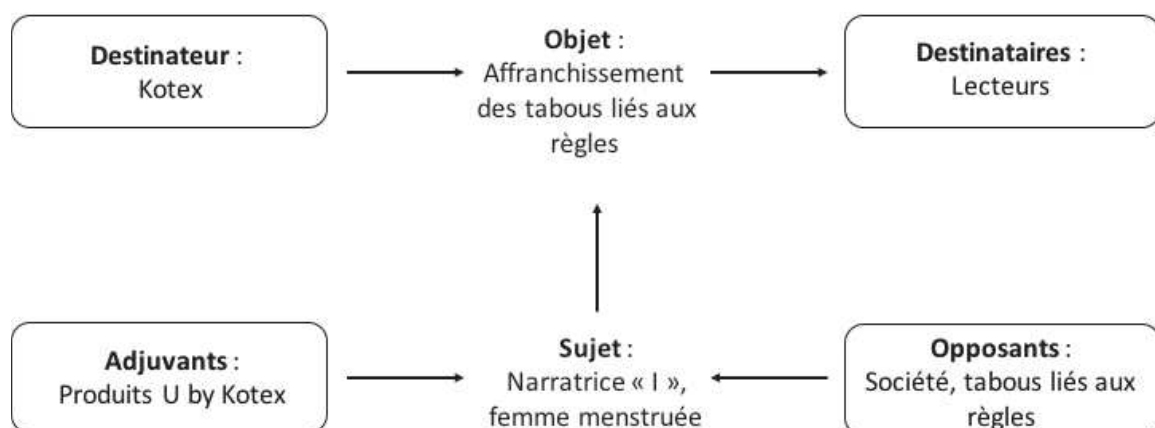 Destinateur :
Kotex
Objet :
Affranchissement
des tabous liés aux
règles
Destinataires :
Lecteurs
Adjuvants :
Produits U by Kotex
Sujet :
Narratrice « I »,
femme menstruée
Opposants :
Société, tabous liés aux
règles